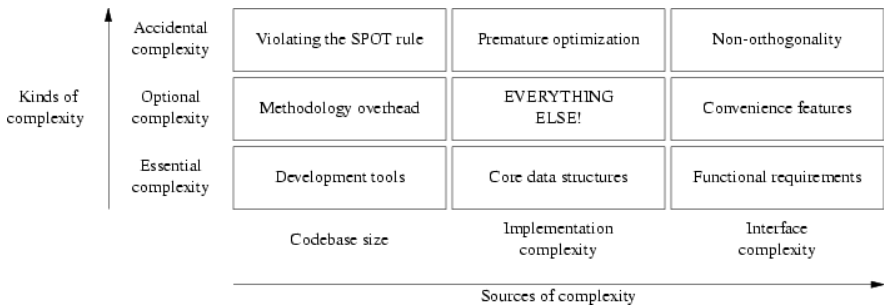 Accidental
complexity
Violating the SPOT rule
Premature optimization
Non-orthogonality
Kinds of
complexity
Optional
complexity
Methodology overhead
EVERYTHING
ELSE!
Convenience features
Essential
complexity
Development tools
Core data structures
Functional requirements
Codebase size
Implementation
complexity
Interface
complexity
Sources of complexity